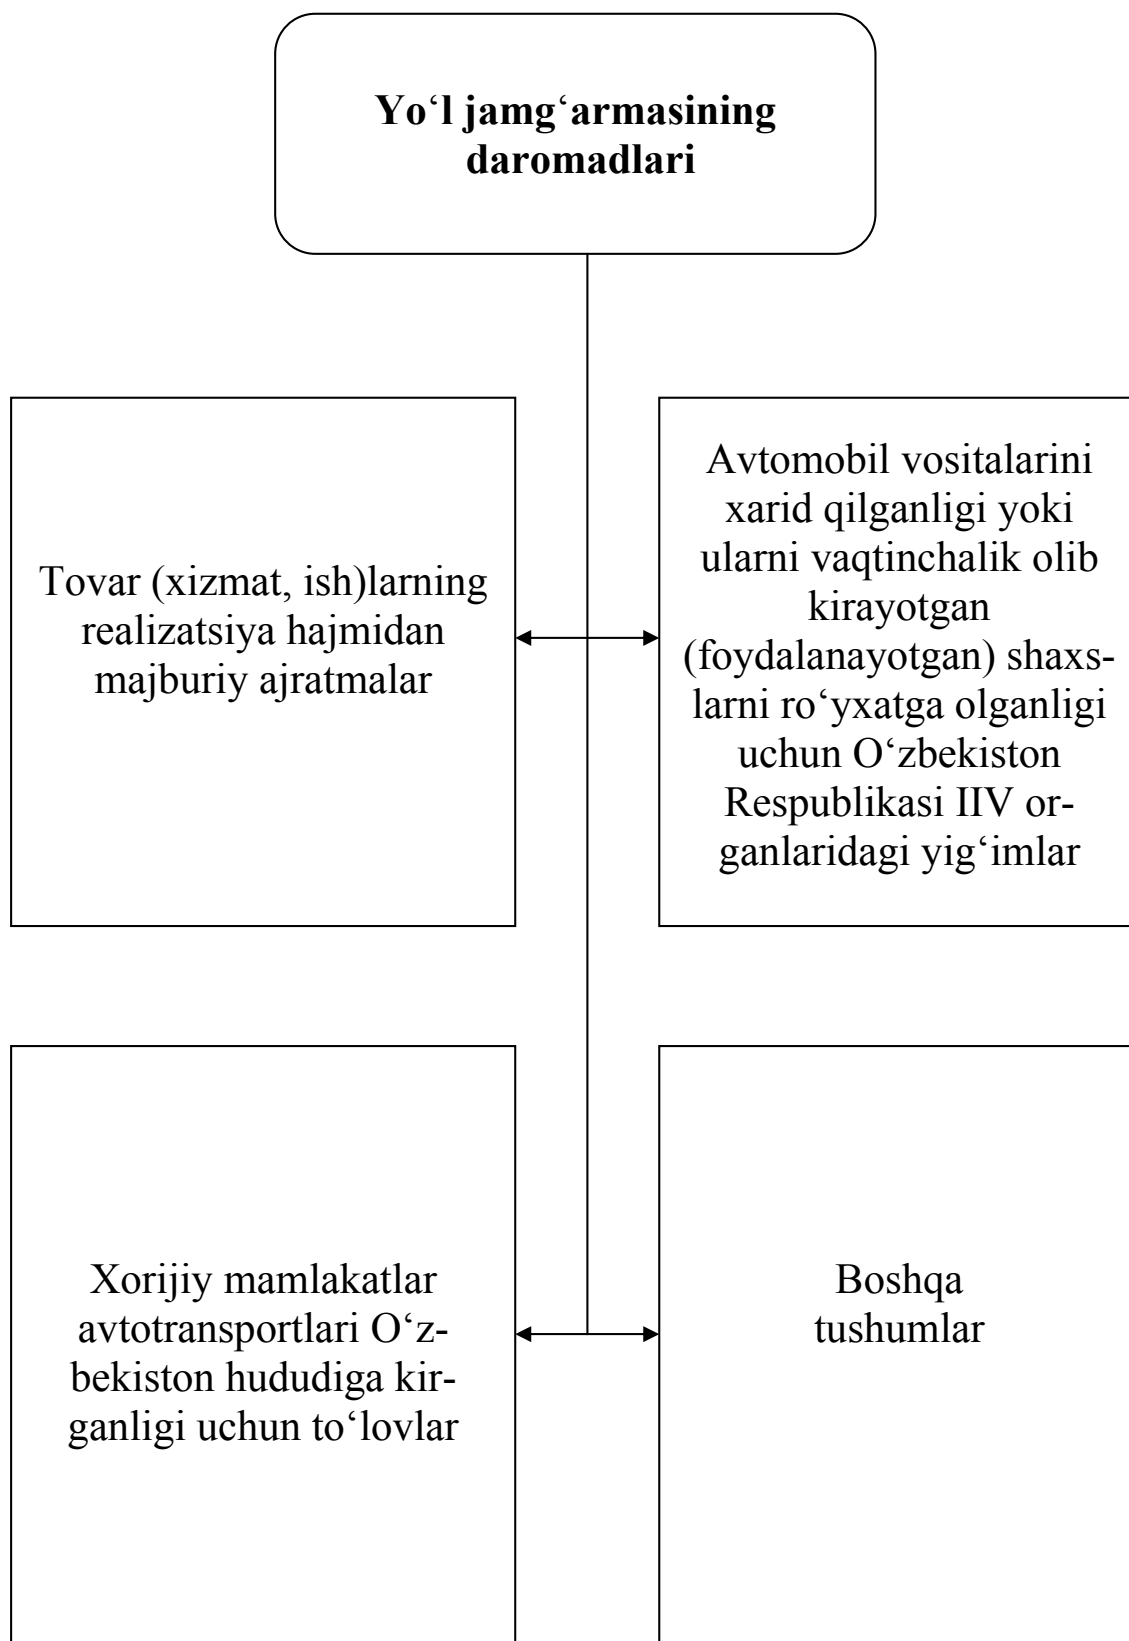 Yo‘l jamg‘armasining
daromadlari
Tovar (xizmat, ish)larning
realizatsiya hajmidan
majburiy ajratmalar
Avtomobil vositalarini
xarid qilganligi yoki
ularni vaqtinchalik olib
kirayotgan
(foydalanayotgan) shaxs-
larni ro‘yxatga olganligi
uchun O‘zbekiston
Respublikasi IIV or-
ganlaridagi yig‘imlar
Xorijiy mamlakatlar
avtotransportlari O‘z-
bekiston hududiga kir-
ganligi uchun to‘lovlar
Boshqa
tushumlar